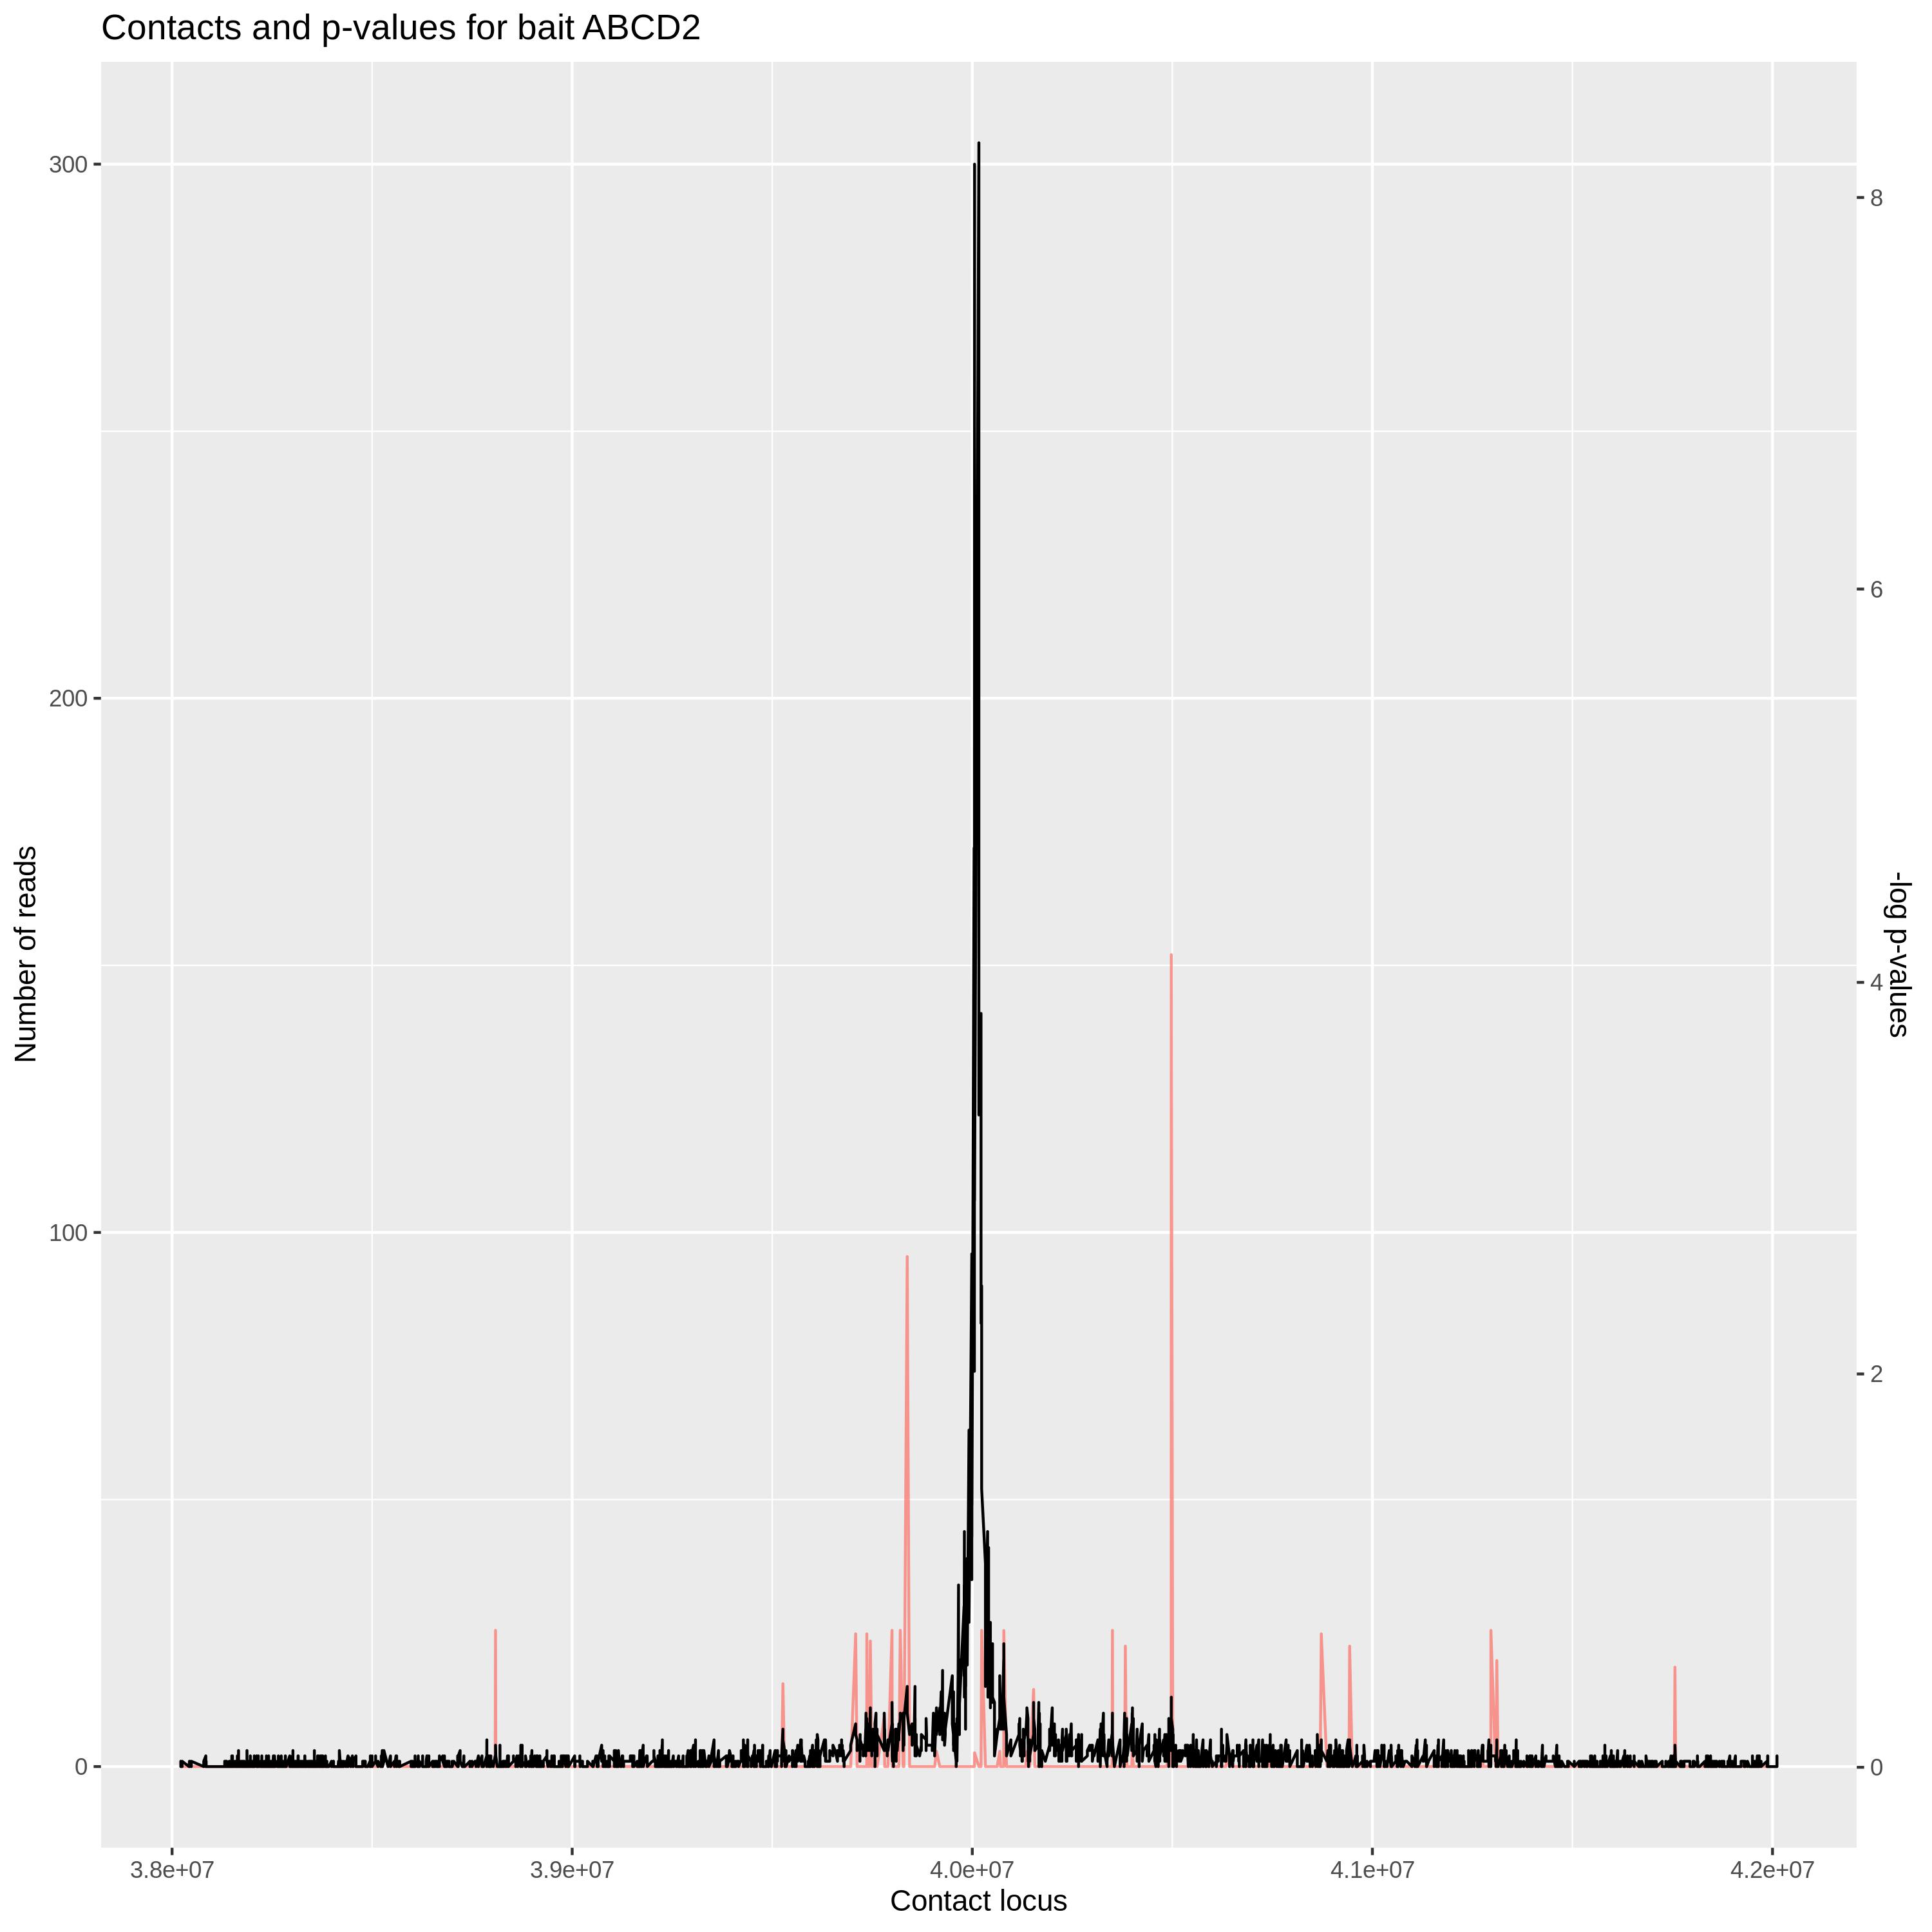 Contacts and p-values for bait ABCD2
300
200
100
0
Number of reads
8
6
4
2
0
-log p-values
3.8e+07
3.9e+07
4.0e+07
4.1e+07
4.2e+07
Contact locus